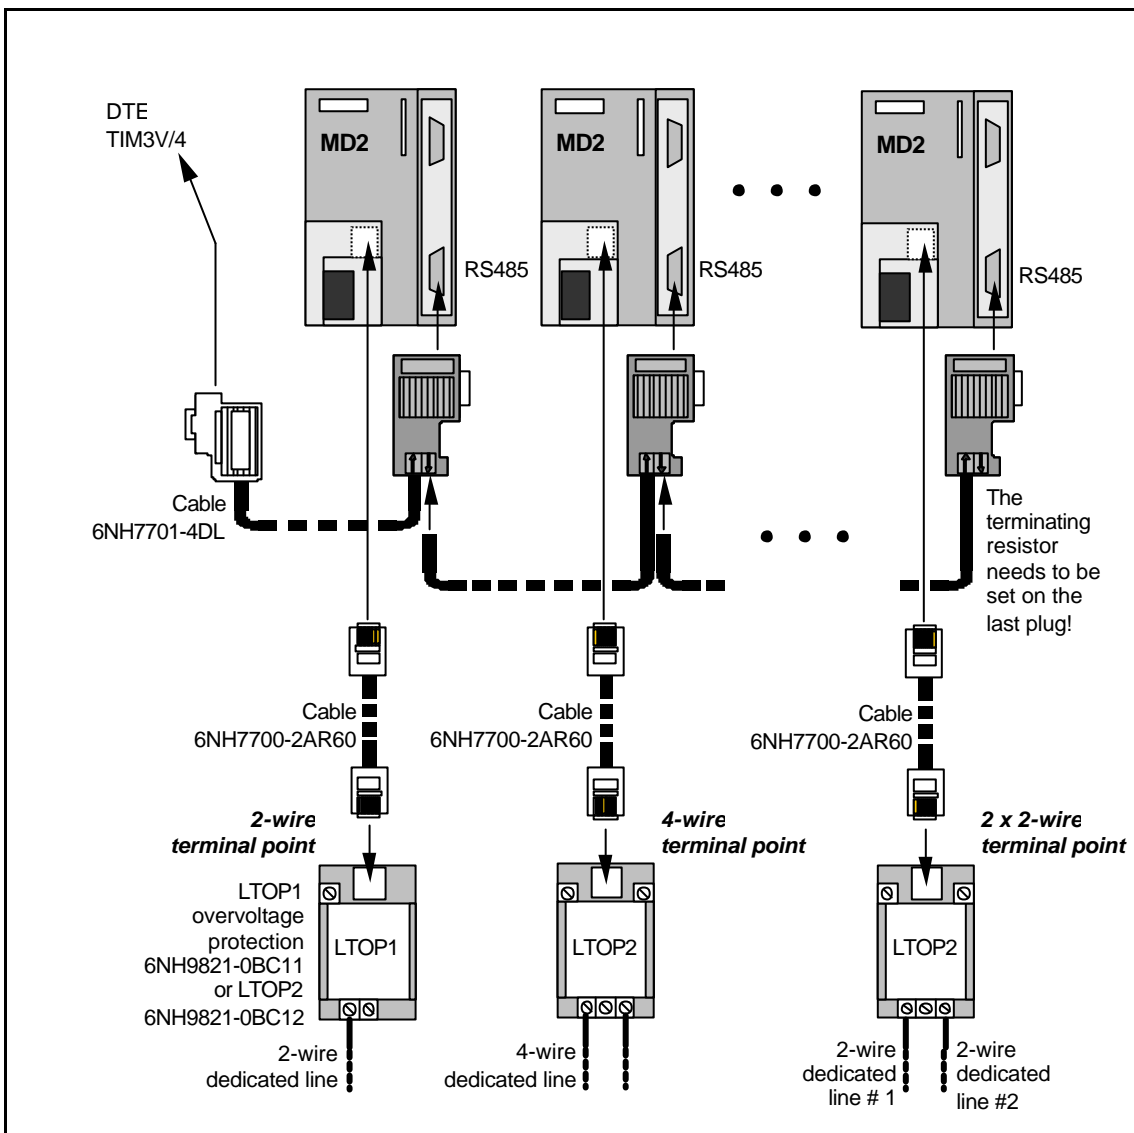 DTE
TIM3V/4
MD2
MD2
MD2
RS485
RS485
RS485
Cable
6NH7701-4DL
The
terminating
resistor
needs to be
set on the
last plug!
Cable
6NH7700-2AR60
Cable
6NH7700-2AR60
Cable
6NH7700-2AR60
2-wire
terminal point
4-wire
terminal point
2 x 2-wire
terminal point
LTOP1
overvoltage
protection
6NH9821-0BC11
or LTOP2
6NH9821-0BC12
LTOP1
LTOP2
LTOP2
2-wire
dedicated line
4-wire
dedicated line
2-wire
dedicated
line # 1
2-wire
dedicated
line #2